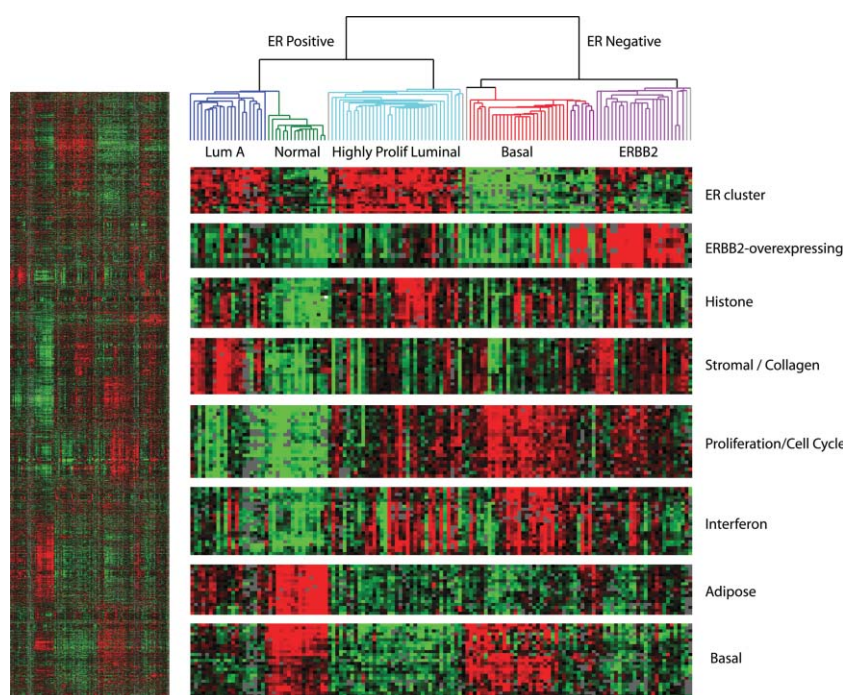 ER Positive
ER Negative
Lum A
Normal
Highly Prolif Luminal
Basal
ERBB2
ER cluster
ERBB2-overexpressing
Histone
Stromal / Collagen
Proliferation/Cell Cycle
Interferon
Adipose
Basal